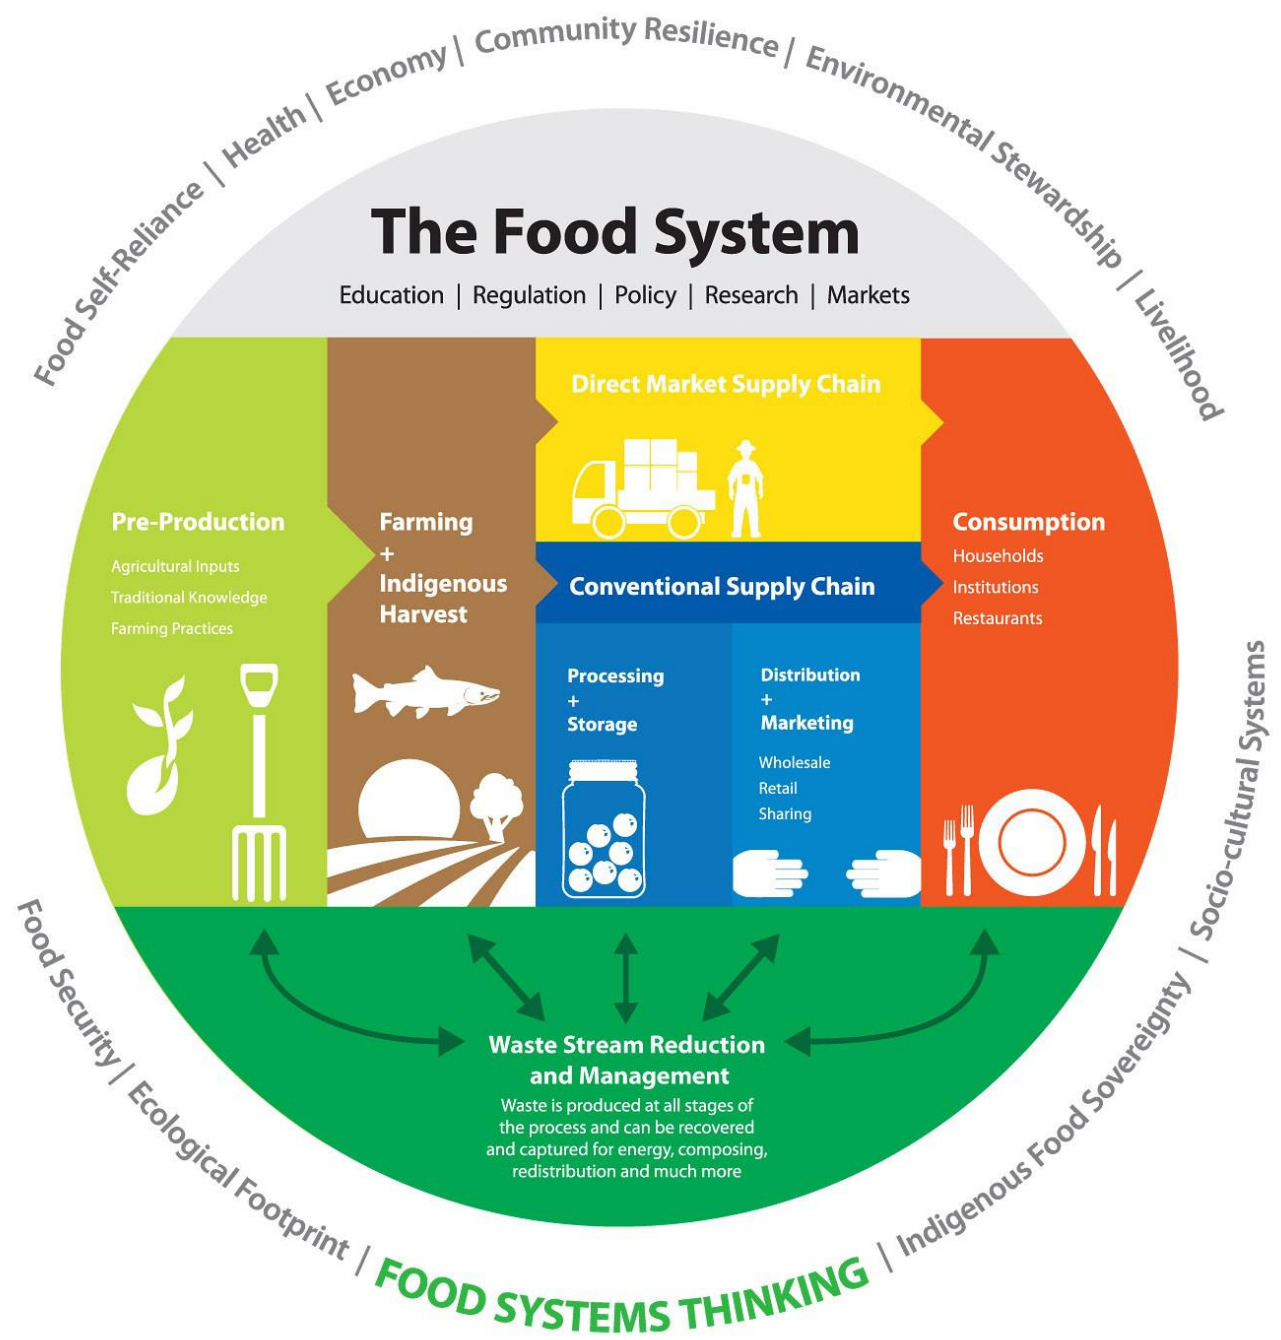 Food Self-Reliance | Health | Economy | Community Resilience | Environmental Stewardship | Livelihood
The Food System
Education | Regulation | Policy | Research | Markets
Pre-Production
Agricultural Inputs
Traditional Knowledge
Farming Practices
Farming
+
Indigenous
Harvest
Direct Market Supply Chain
Conventional Supply Chain
Processing
+
Storage
Distribution
+
Marketing
Wholesale
Retail
Sharing
Consumption
Households
Institutions
Restaurants
Waste Stream Reduction
and Management
Waste is produced at all stages of
the process and can be recovered
and captured for energy, composing,
redistribution and much more
Food Security | Ecological Footprint | FOOD SYSTEMS THINKING | Indigenous Food Sovereignty | Socio-cultural Systems